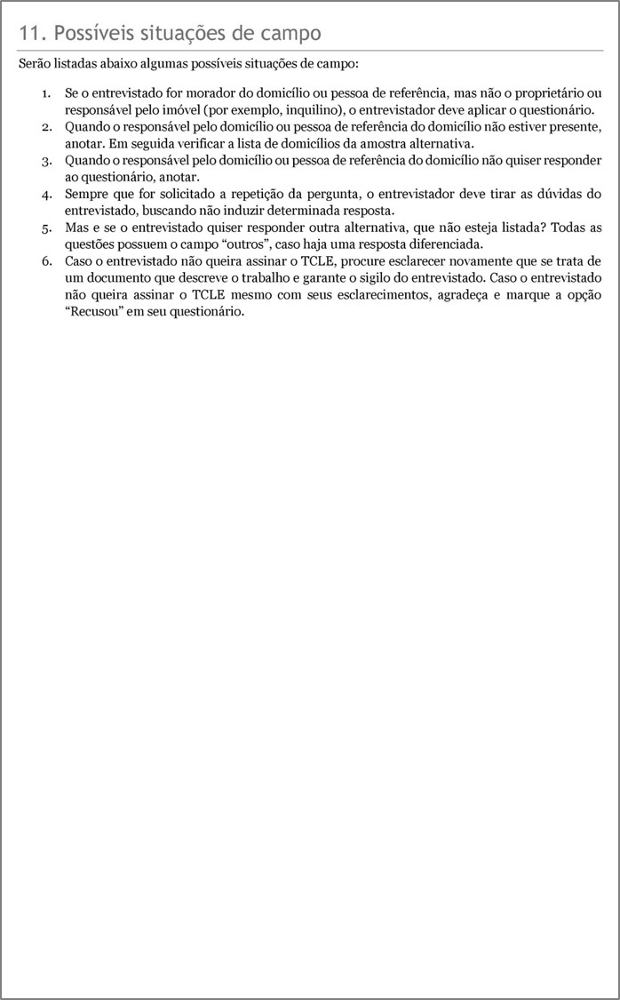 11. Possíveis situações de campo
Serão listadas abaixo algumas possíveis situações de campo:
1. Se o entrevistado for morador do domicílio ou pessoa de referência, mas não o proprietário ou
responsável pelo imóvel (por exemplo, inquilino), o entrevistador deve aplicar o questionário.
2. Quando o responsável pelo domicílio ou pessoa de referência do domicílio não estiver presente,
anotar. Em seguida verificar a lista de domicílios da amostra alternativa.
3. Quando o responsável pelo domicílio ou pessoa de referência do domicílio não quiser responder
ao questionário, anotar.
4. Sempre que for solicitado a repetição da pergunta, o entrevistador deve tirar as dúvidas do
entrevistado, buscando não induzir determinada resposta.
5. Mas e se o entrevistado quiser responder outra alternativa, que não esteja listada? Todas as
questões possuem o campo “outros”, caso haja uma resposta diferenciada.
6. Caso o entrevistado não queira assinar o TCLE, procure esclarecer novamente que se trata de
um documento que descreve o trabalho e garante o sigilo do entrevistado. Caso o entrevistado
não queira assinar o TCLE mesmo com seus esclarecimentos, agradeça e marque a opção
“Recusou” em seu questionário.